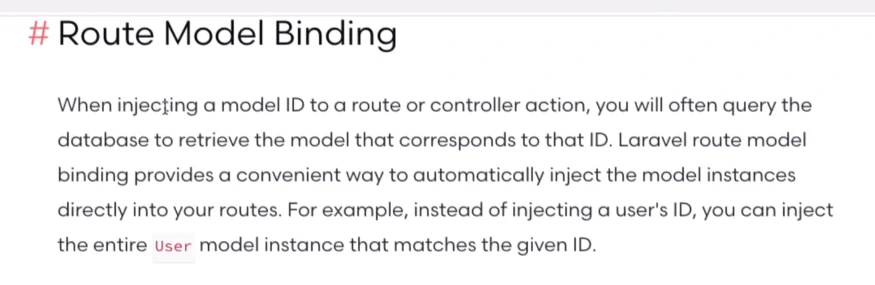 # Route Model Binding
When injecting a model ID to a route or controller action, you will often query the
database to retrieve the model that corresponds to that ID. Laravel route model
binding provides a convenient way to automatically inject the model instances
directly into your routes. For example, instead of injecting a user's ID, you can inject
the entire User model instance that matches the given ID.